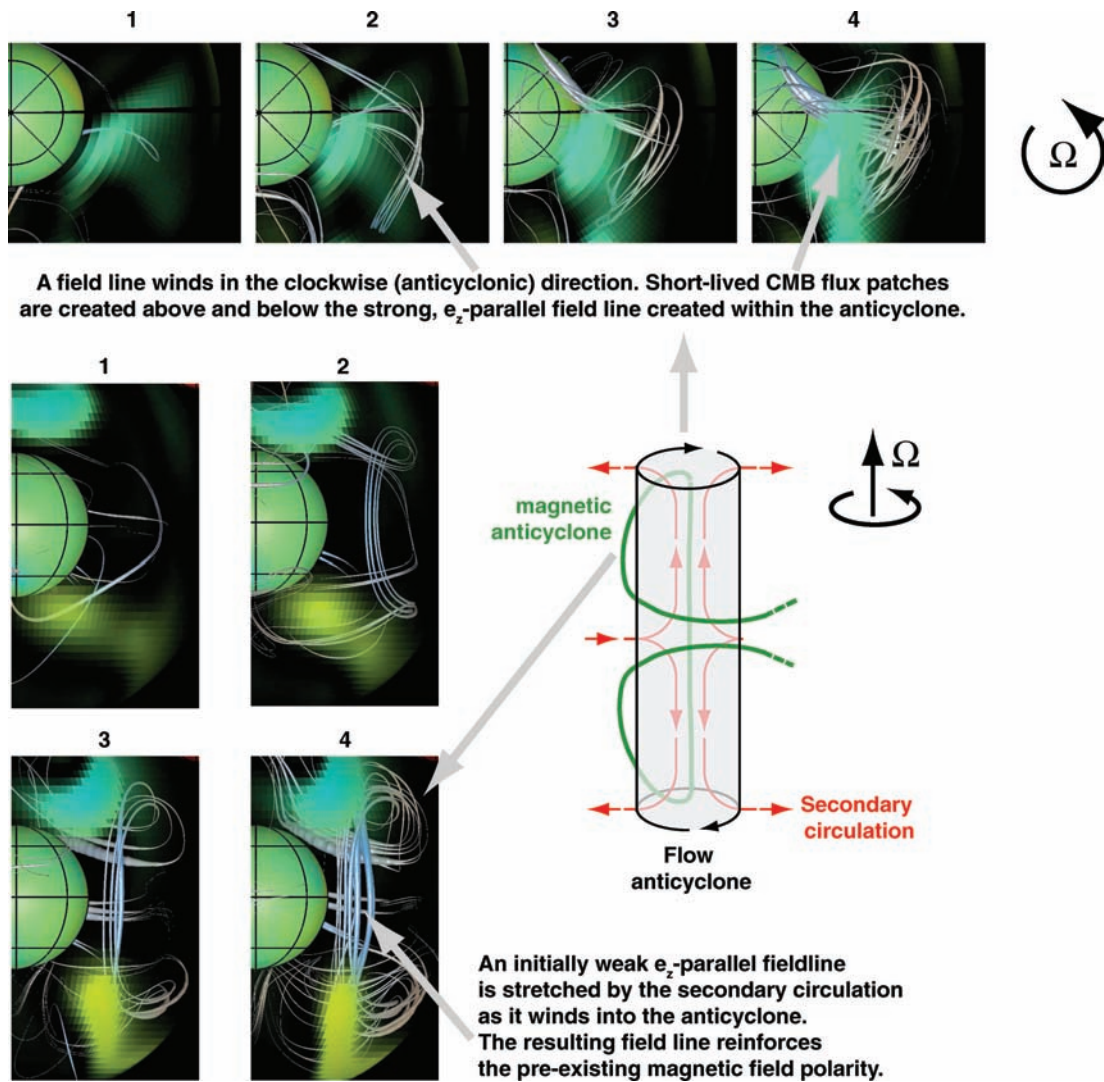 1
2
3
4
Ω
A field line winds in the clockwise (anticyclonic) direction. Short-lived CMB flux patches
are created above and below the strong, e_z-parallel field line created within the anticyclone.
1
2
magnetic
anticyclone
Ω
3
4
Secondary
circulation
Flow
anticyclone
An initially weak e_z-parallel fieldline
is stretched by the secondary circulation
as it winds into the anticyclone.
The resulting field line reinforces
the pre-existing magnetic field polarity.